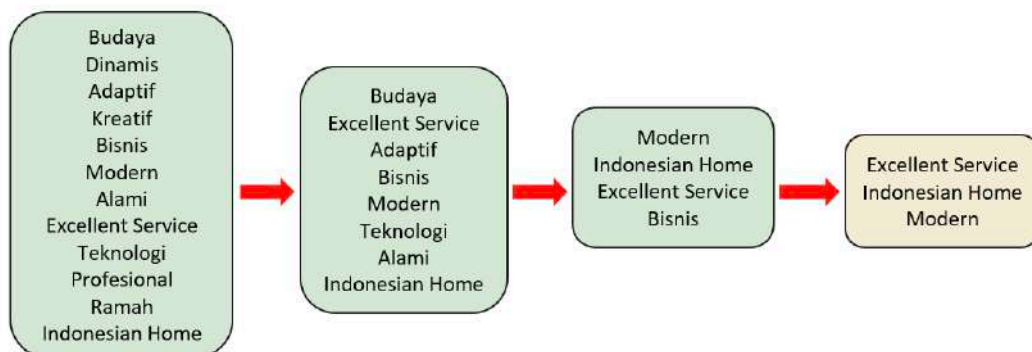 Budaya
Dinamis
Adaptif
Kreatif
Bisnis
Modern
Alami
Excellent Service
Teknologi
Profesional
Ramah
Indonesian Home
Budaya
Excellent Service
Adaptif
Bisnis
Modern
Teknologi
Alami
Indonesian Home
Modern
Indonesian Home
Excellent Service
Bisnis
Excellent Service
Indonesian Home
Modern